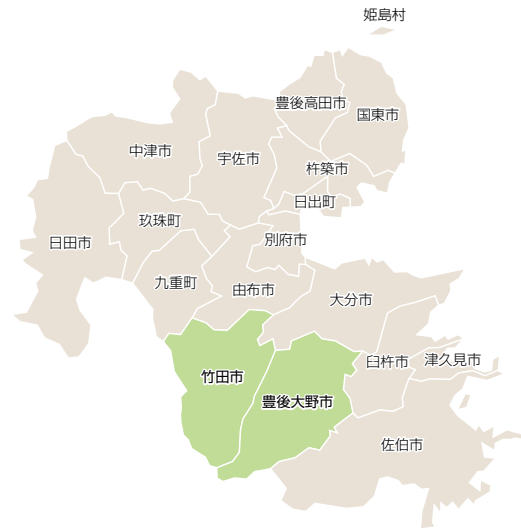 姫島村
豊後高田市
国東市
中津市
宇佐市
杵築市
日出町
玖珠町
日田市
別府市
九重町
由布市
大分市
臼杵市
津久見市
竹田市
豊後大野市
佐伯市